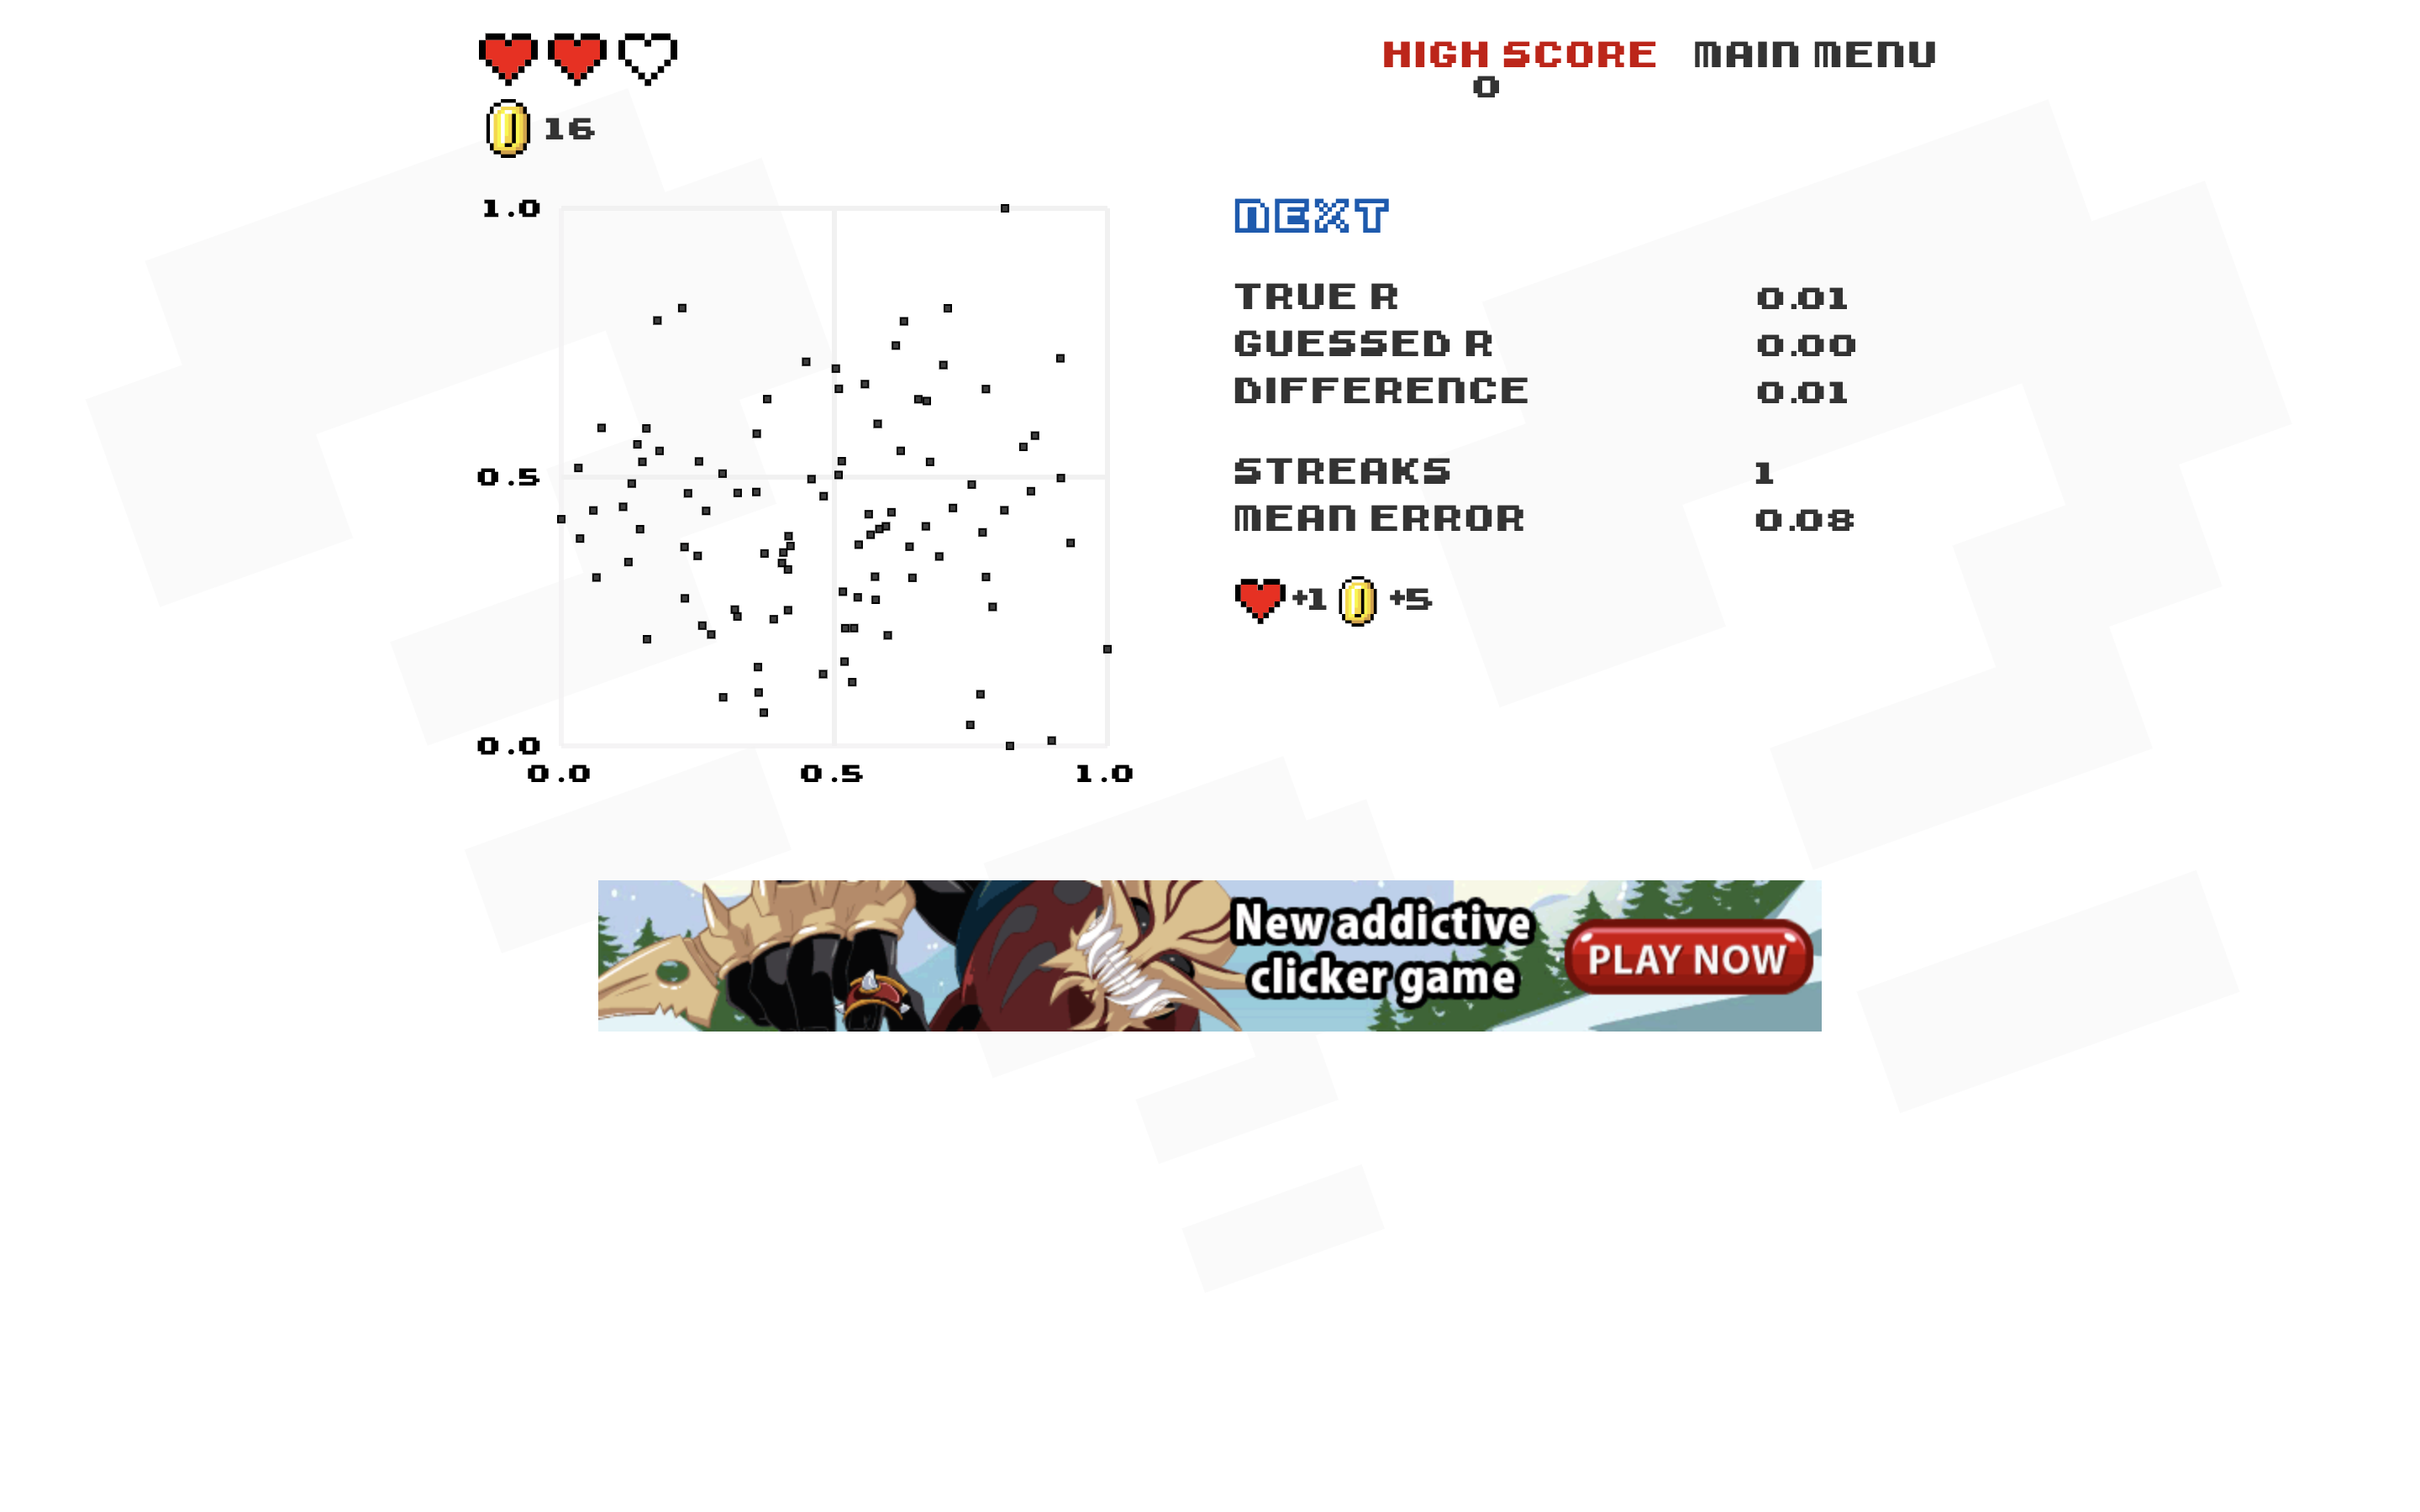 HIGH SCORE MAIN MENU
0
16
1.0
NEXT
TRUE R 0.01
GUESSED R 0.00
DIFFERENCE 0.01
0.5
STREAKS 1
MEAN ERROR 0.08
+1 +5
0.0
0.0 0.5 1.0
New addictive
clicker game
PLAY NOW